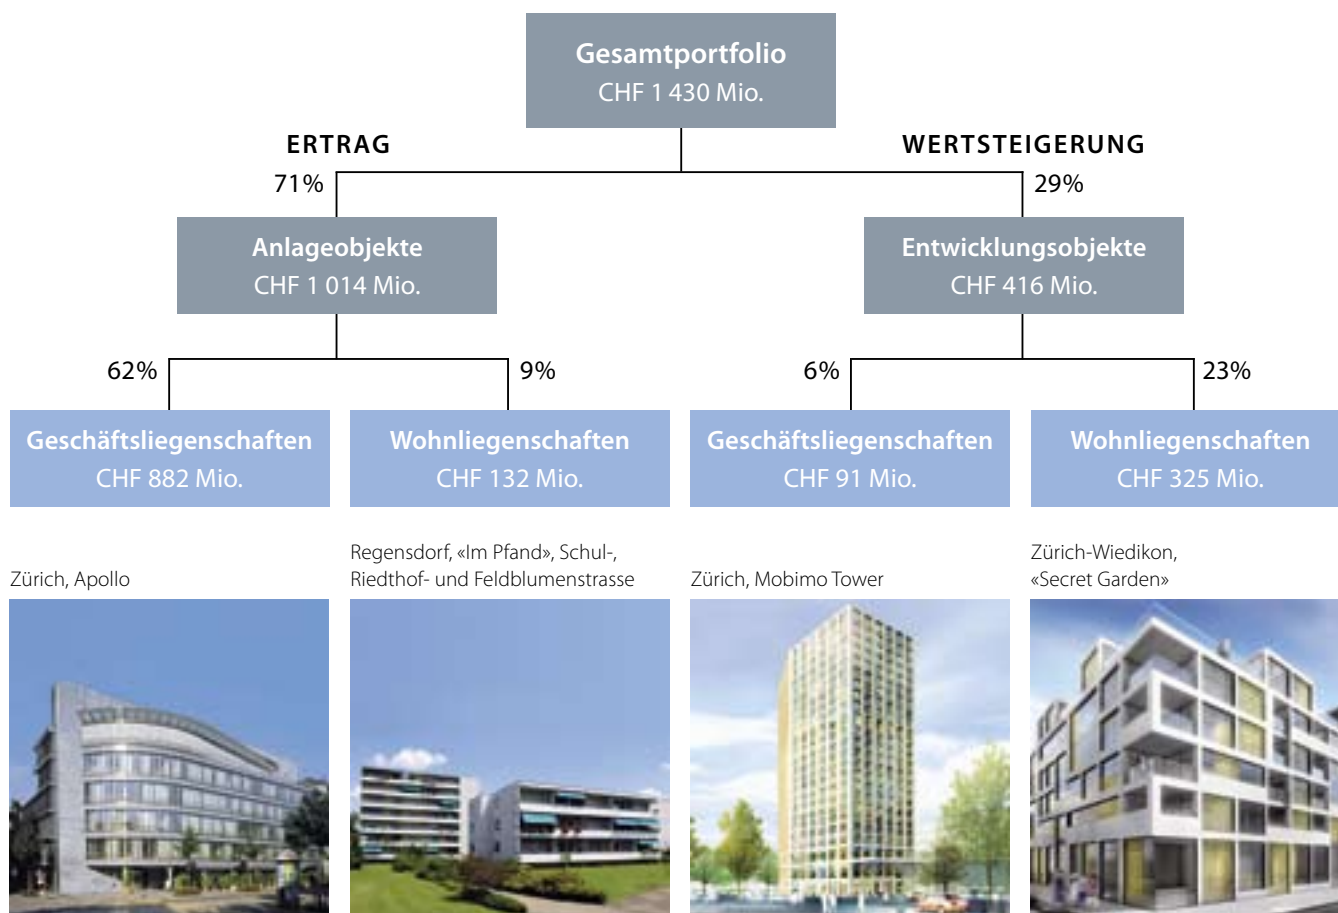 Gesamtportfolio
CHF 1 430 Mio.
ERTRAG
WERTSTEIGERUNG
71%
29%
Anlageobjekte
CHF 1 014 Mio.
Entwicklungsobjekte
CHF 416 Mio.
62%
9%
6%
23%
Geschäftsliegenschaften
CHF 882 Mio.
Wohnliegenschaften
CHF 132 Mio.
Geschäftsliegenschaften
CHF 91 Mio.
Wohnliegenschaften
CHF 325 Mio.
Zürich, Apollo
Regensdorf, «Im Pfand», Schul-,
Riedthof- und Feldblumenstrasse
Zürich, Mobimo Tower
Zürich-Wiedikon,
«Secret Garden»